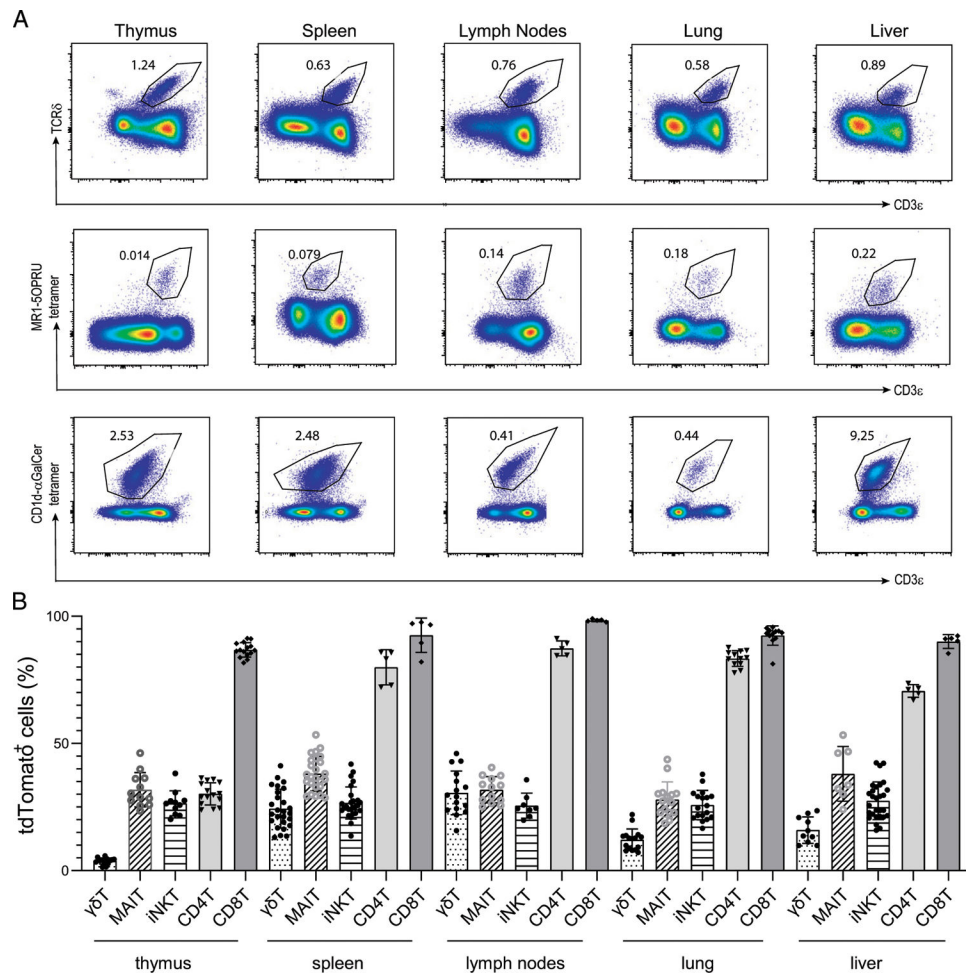 A
Thymus Spleen Lymph Nodes Lung Liver
1.24 0.63 0.76 0.58 0.89
TCRδ
CD3ε
0.014 0.079 0.14 0.18 0.22
MR1-5OPRU
tetramer
CD3ε
2.53 2.48 0.41 0.44 9.25
CD1d-αGalCer
tetramer
CD3ε
B
tdTomato+ cells (%)
100
50
0
γδT MAIT iNKT CD4T CD8T γδT MAIT iNKT CD4T CD8T γδT MAIT iNKT CD4T CD8T γδT MAIT iNKT CD4T CD8T γδT MAIT iNKT CD4T CD8T
thymus spleen lymph nodes lung liver